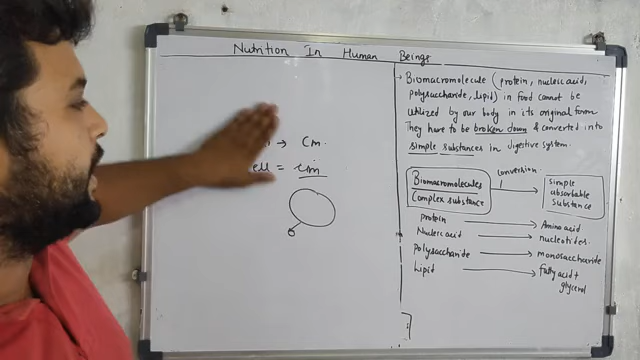 Nutrition In Human Beings
→ Cm.
= um
Biomacromolecule (protein, nucleic acid,
polysaccharide, Lipid) in Food cannot be
utilized by our body in its original form
They have to be broken down & converted into
simple substances in digestive system.
Conversion
Biomacromolecules
Complex substance
simple
absorbable
substance
protein → Amino acid
Nucleic acid → nucleotides.
Polysaccharide → monosaccharide
Lipid → fatty acid +
glycerol